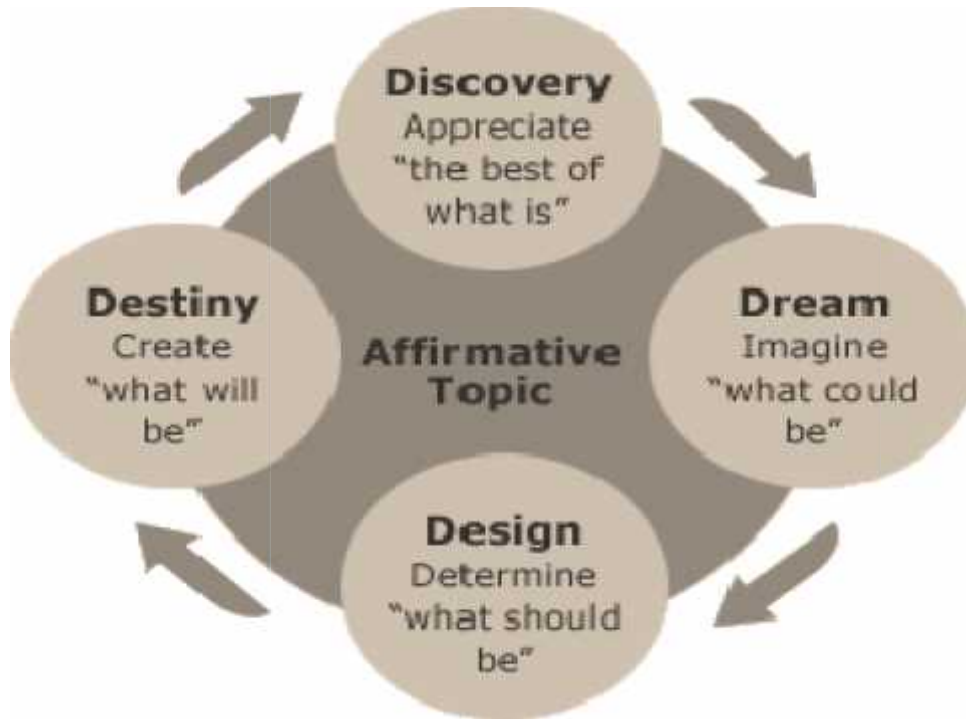 Discovery
Appreciate
“the best of
what is”
Destiny
Create
“what will
be”
Affirmative
Topic
Dream
Imagine
“what could
be”
Design
Determine
“what should
be”